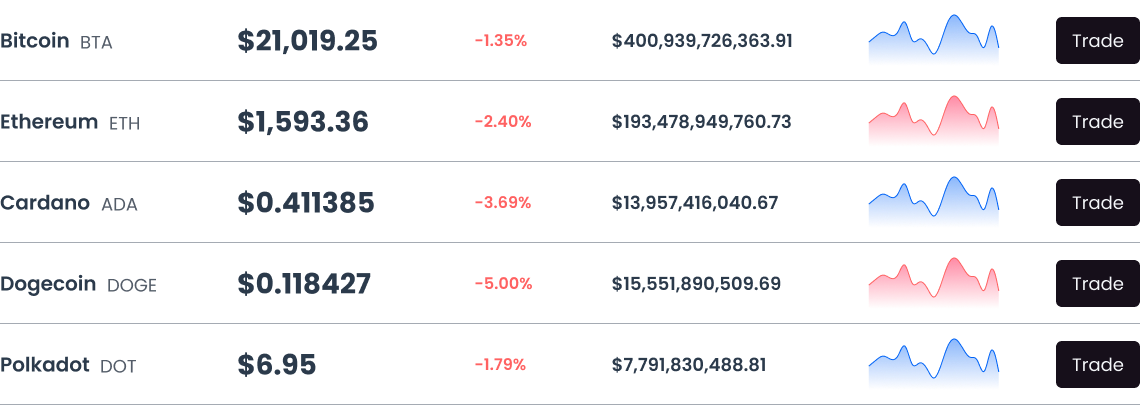 Bitcoin BTA $21,019.25 -1.35% $400,939,726,363.91 Trade
Ethereum ETH $1,593.36 -2.40% $193,478,949,760.73 Trade
Cardano ADA $0.411385 -3.69% $13,957,416,040.67 Trade
Dogecoin DOGE $0.118427 -5.00% $15,551,890,509.69 Trade
Polkadot DOT $6.95 -1.79% $7,791,830,488.81 Trade